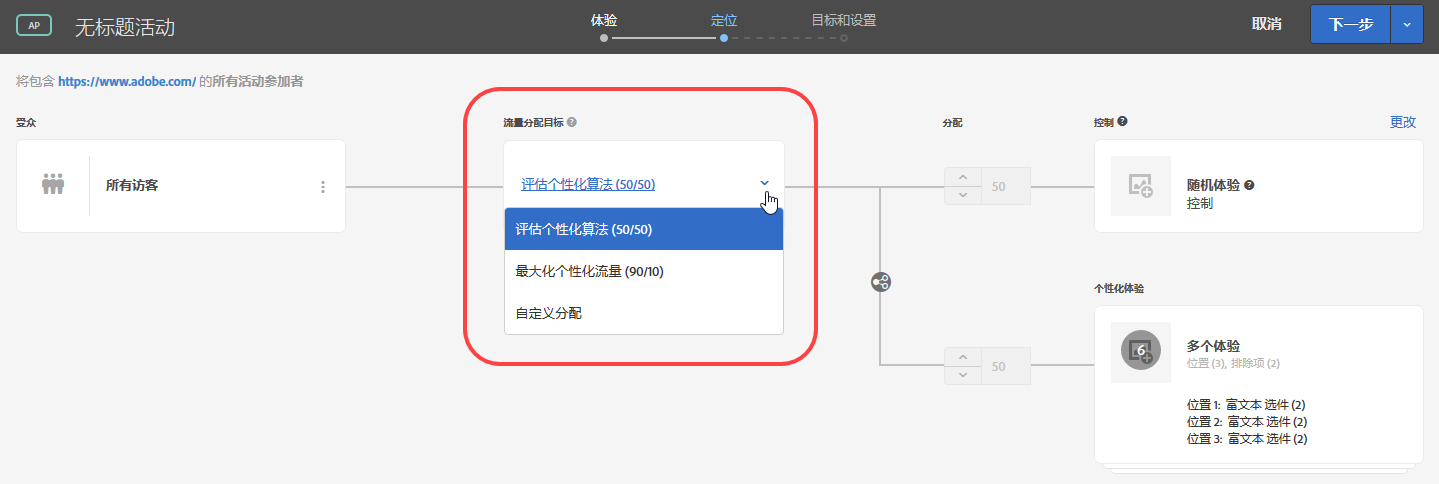 AP
无标题活动
体验
定位
目标和设置
取消
下一步
将包含 https://www.adobe.com/ 的所有活动参加者
受众
流量分配目标 ?
分配
控制 ?
更改
所有访客
评估个性化算法 (50/50)
50
随机体验 ?
控制
评估个性化算法 (50/50)
最大化个性化流量 (90/10)
自定义分配
个性化体验
6
多个体验
位置 (3), 排除项 (2)
50
位置 1: 富文本 选件 (2)
位置 2: 富文本 选件 (2)
位置 3: 富文本 选件 (2)